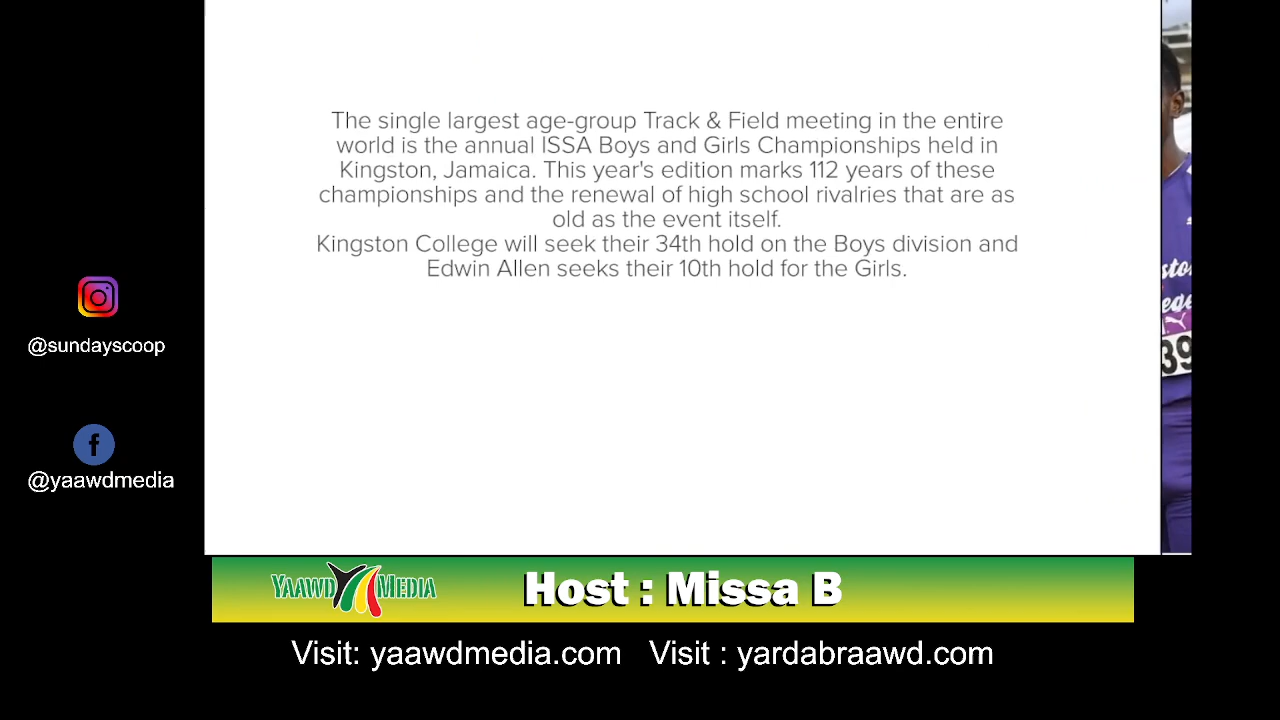 The single largest age-group Track & Field meeting in the entire
world is the annual ISSA Boys and Girls Championships held in
Kingston, Jamaica. This year's edition marks 112 years of these
championships and the renewal of high school rivalries that are as
old as the event itself.
Kingston College will seek their 34th hold on the Boys division and
Edwin Allen seeks their 10th hold for the Girls.
@sundayscoop
@yaawdmedia
39
YAAWD MEDIA
Host : Missa B
Visit: yaawdmedia.com Visit : yardabraawd.com